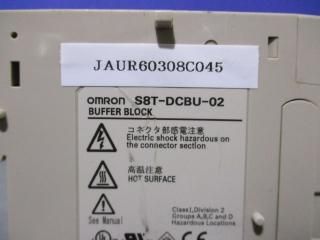 JAUR60308C045
OMRON S8T-DCBU-02
BUFFER BLOCK
コネクタ部感電注意
Electric shock hazardous on
the connector section
高温注意
HOT SURFACE
See Manual
Class1,Division 2
Groups A,B,C and D
Hazardous Locations